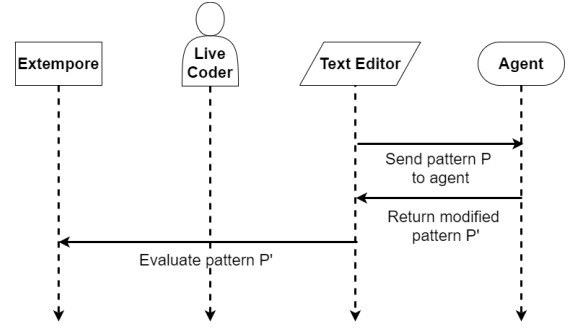 Extempore
Live
Coder
Text Editor
Agent
Send pattern P
to agent
Return modified
pattern P'
Evaluate pattern P'